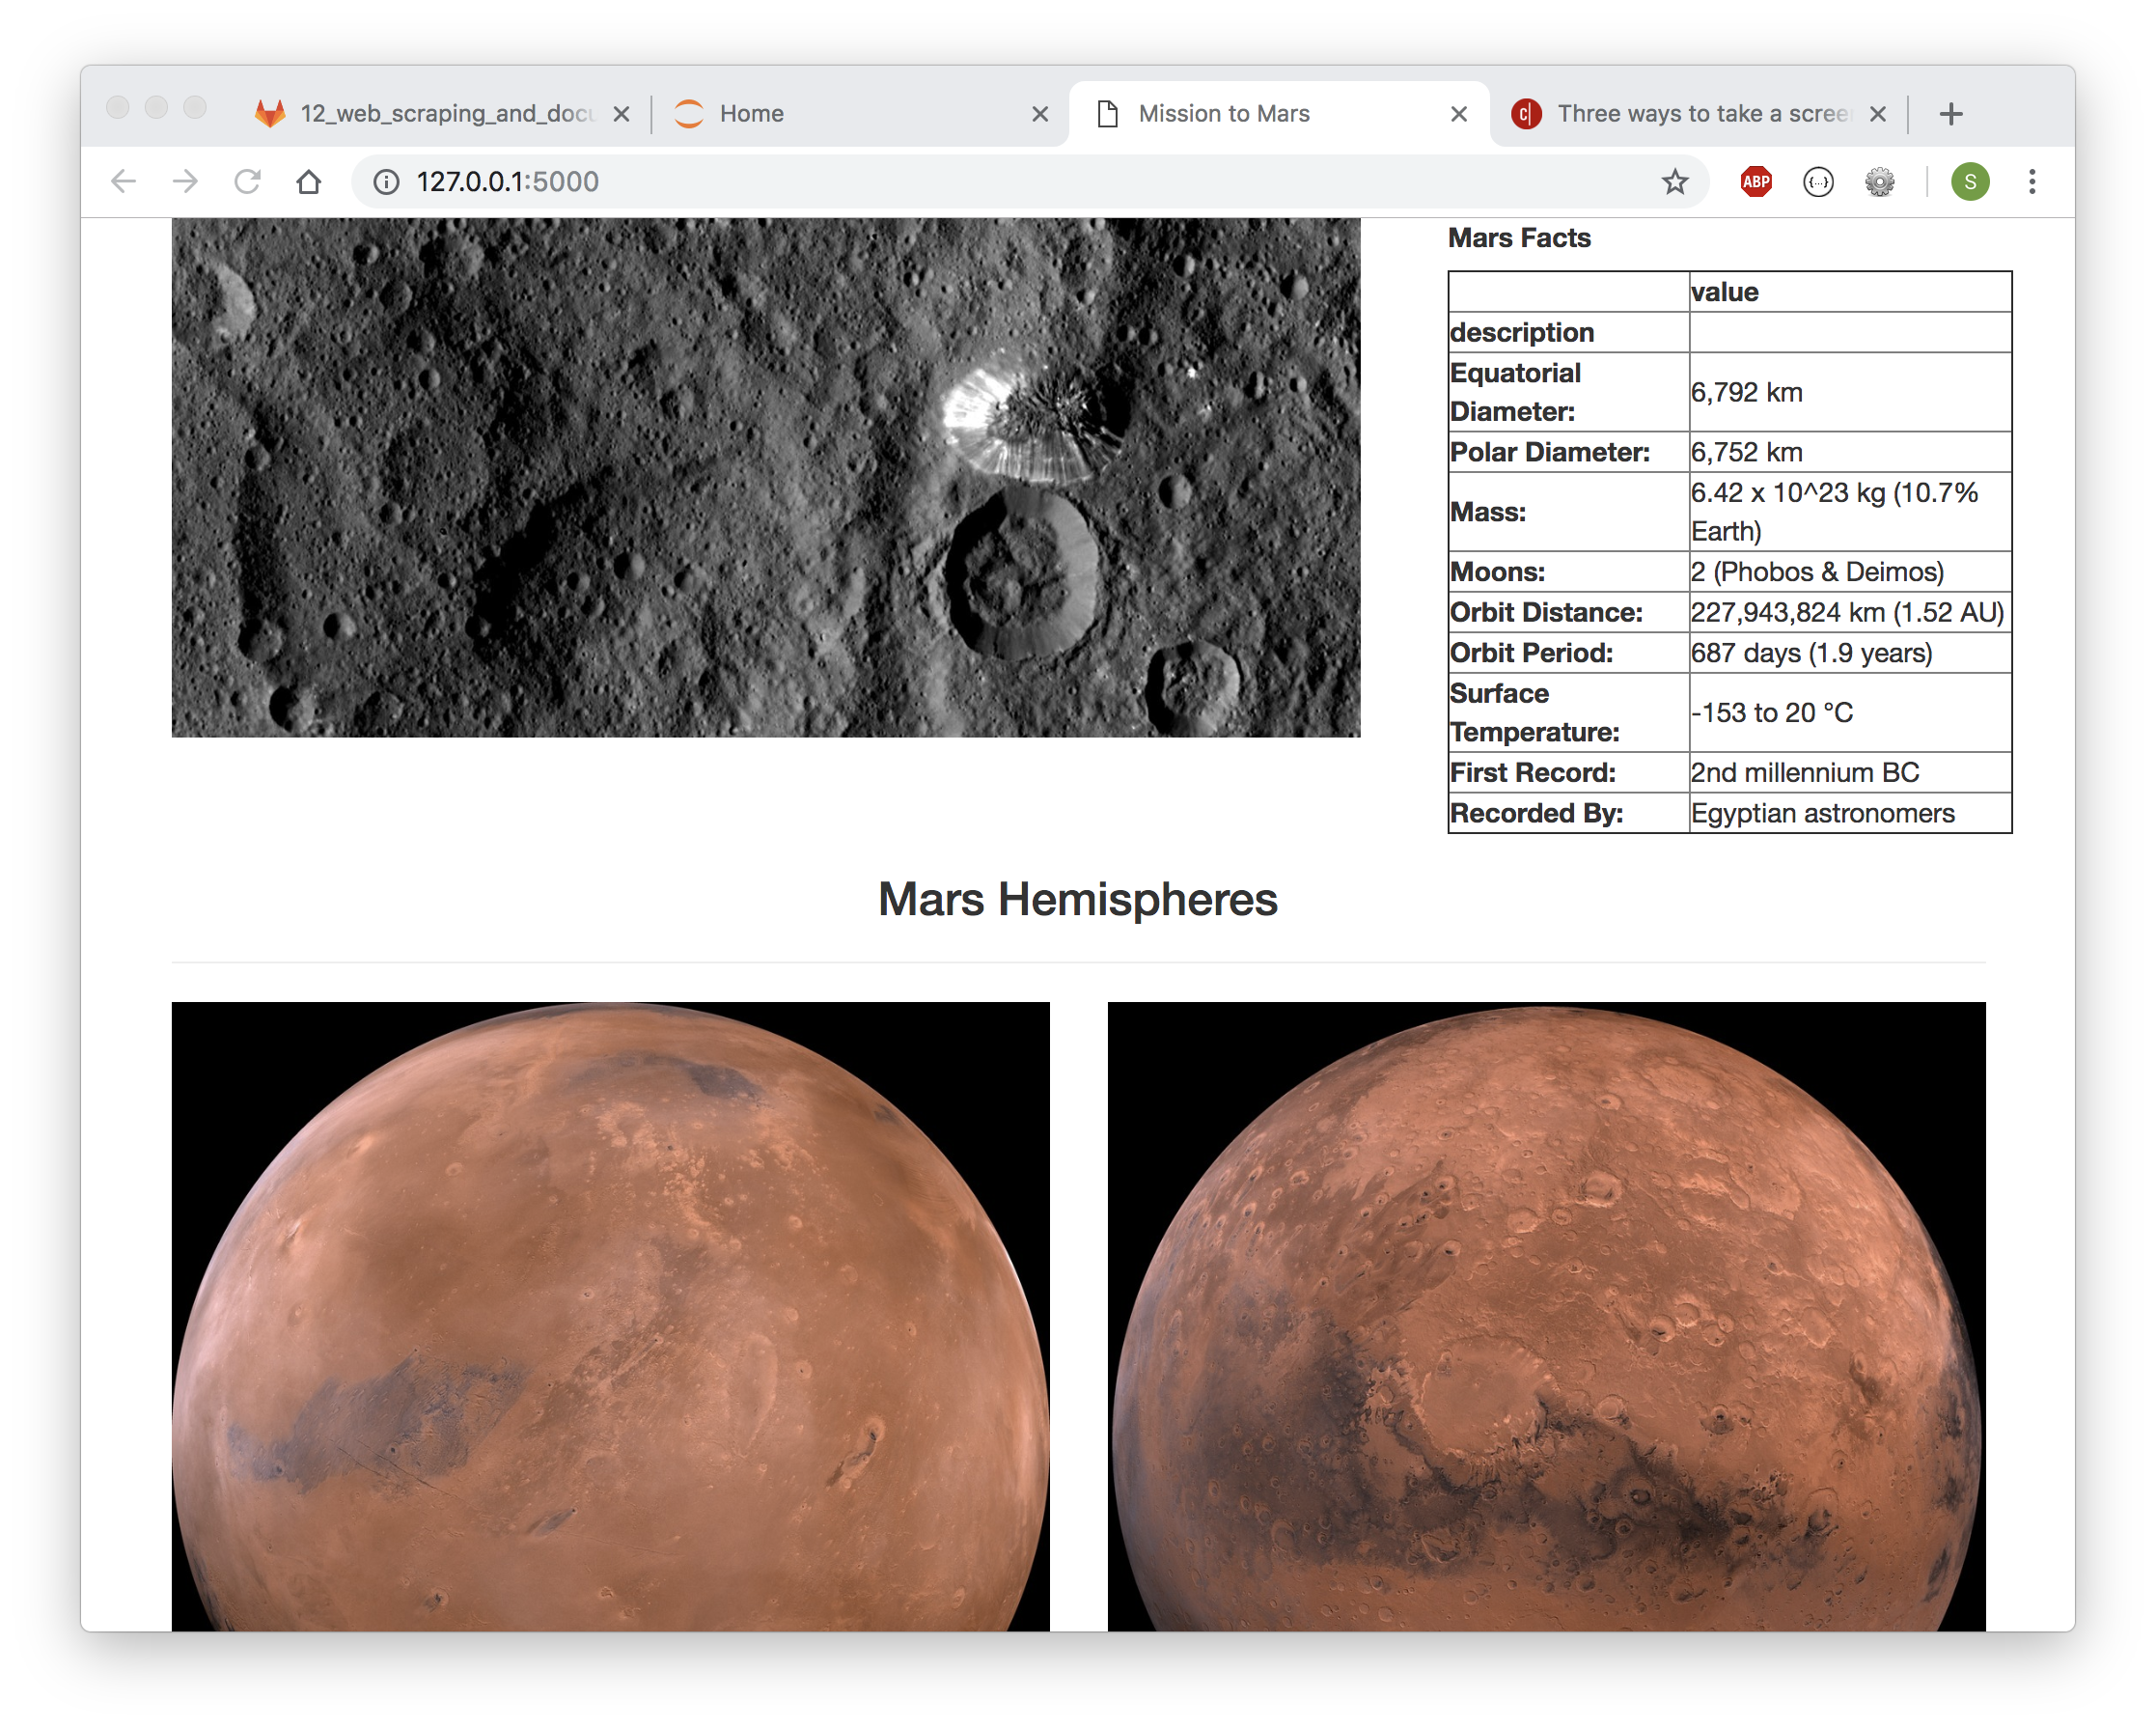 12_web_scraping_and_docu
Home
Mission to Mars
Three ways to take a scree
127.0.0.1:5000
ABP
{...}
S
Mars Facts
value
description
Equatorial
Diameter:
6,792 km
Polar Diameter:
6,752 km
Mass:
6.42 x 10^23 kg (10.7%
Earth)
Moons:
2 (Phobos & Deimos)
Orbit Distance:
227,943,824 km (1.52 AU)
Orbit Period:
687 days (1.9 years)
Surface
Temperature:
-153 to 20 °C
First Record:
2nd millennium BC
Recorded By:
Egyptian astronomers
Mars Hemispheres